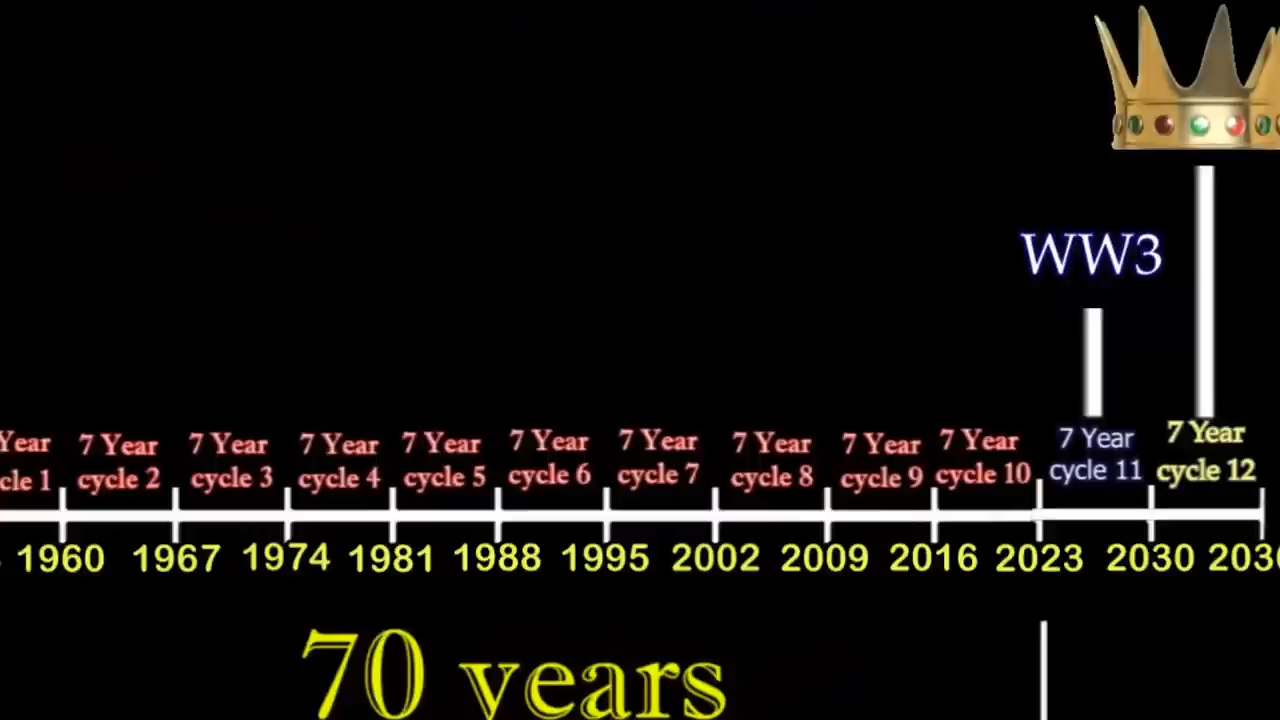 WW3
Year
cle 1
7 Year
cycle 2
7 Year
cycle 3
7 Year
cycle 4
7 Year
cycle 5
7 Year
cycle 6
7 Year
cycle 7
7 Year
cycle 8
7 Year
cycle 9
7 Year
cycle 10
7 Year
cycle 11
7 Year
cycle 12
1960 1967 1974 1981 1988 1995 2002 2009 2016 2023 2030 203
70 years